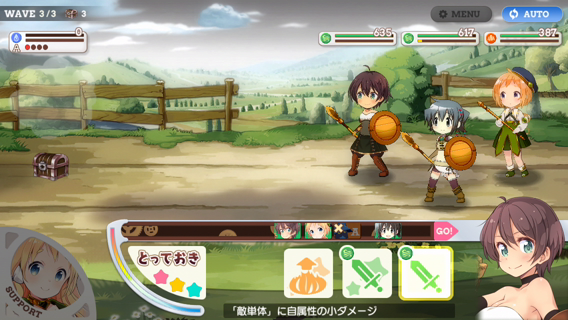 WAVE 3/3 3
MENU
AUTO
0
A
635
617
387
GO!
とっておき
SUPPORT
「敵単体」に自属性の小ダメージ